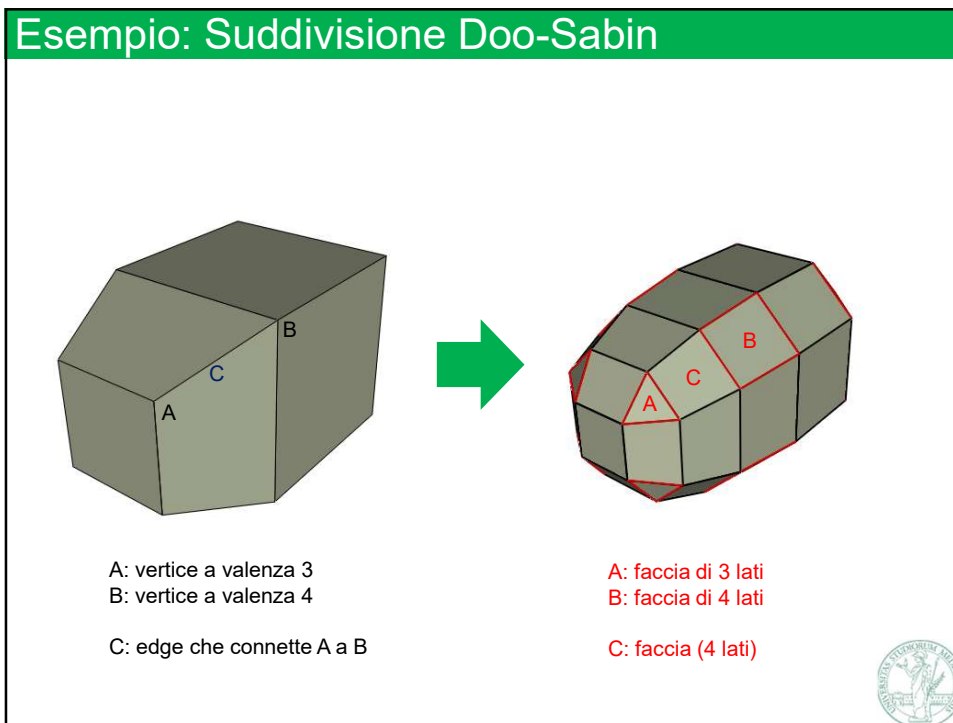 Esempio: Suddivisione Doo-Sabin
B
C
A
B
C
A
A: vertice a valenza 3
B: vertice a valenza 4
C: edge che connette A a B
A: faccia di 3 lati
B: faccia di 4 lati
C: faccia (4 lati)